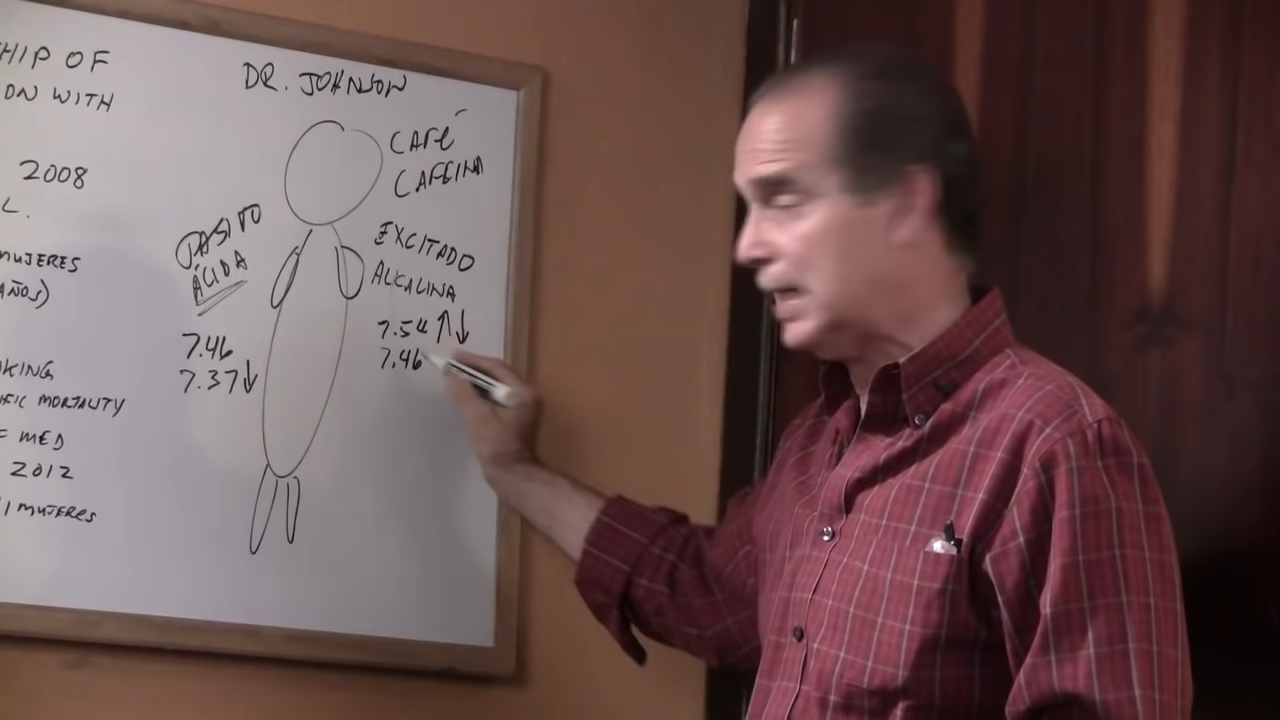 HIP OF
ON WITH
2008
L.
MUJERES
AÑOS)
KING
FIC MORTALITY
F MED
2012
MUJERES
DR. JOHNSON
CAFÉ
CAFEINA
PASIVO
ÁCIDA
7.46
7.37↓
EXCITADO
ALCALINA
7.54 ↑↓
7.46